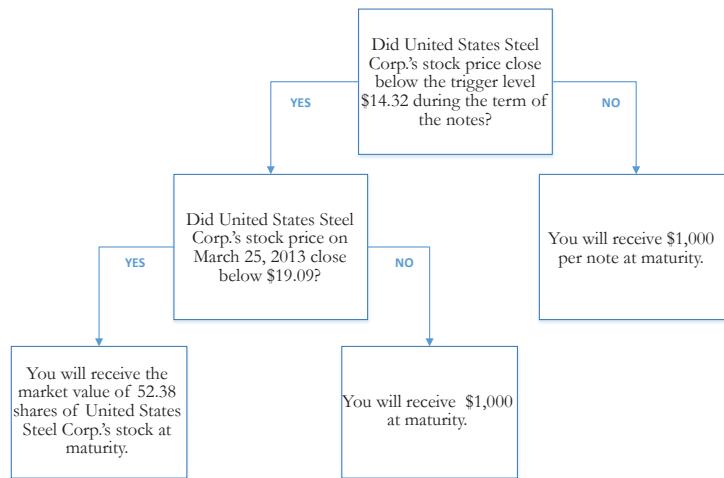 Did United States Steel
Corp.'s stock price close
below the trigger level
$14.32 during the term of
the notes?
YES
NO
Did United States Steel
Corp.'s stock price on
March 25, 2013 close
below $19.09?
You will receive $1,000
per note at maturity.
YES
NO
You will receive the
market value of 52.38
shares of United States
Steel Corp.'s stock at
maturity.
You will receive $1,000
at maturity.